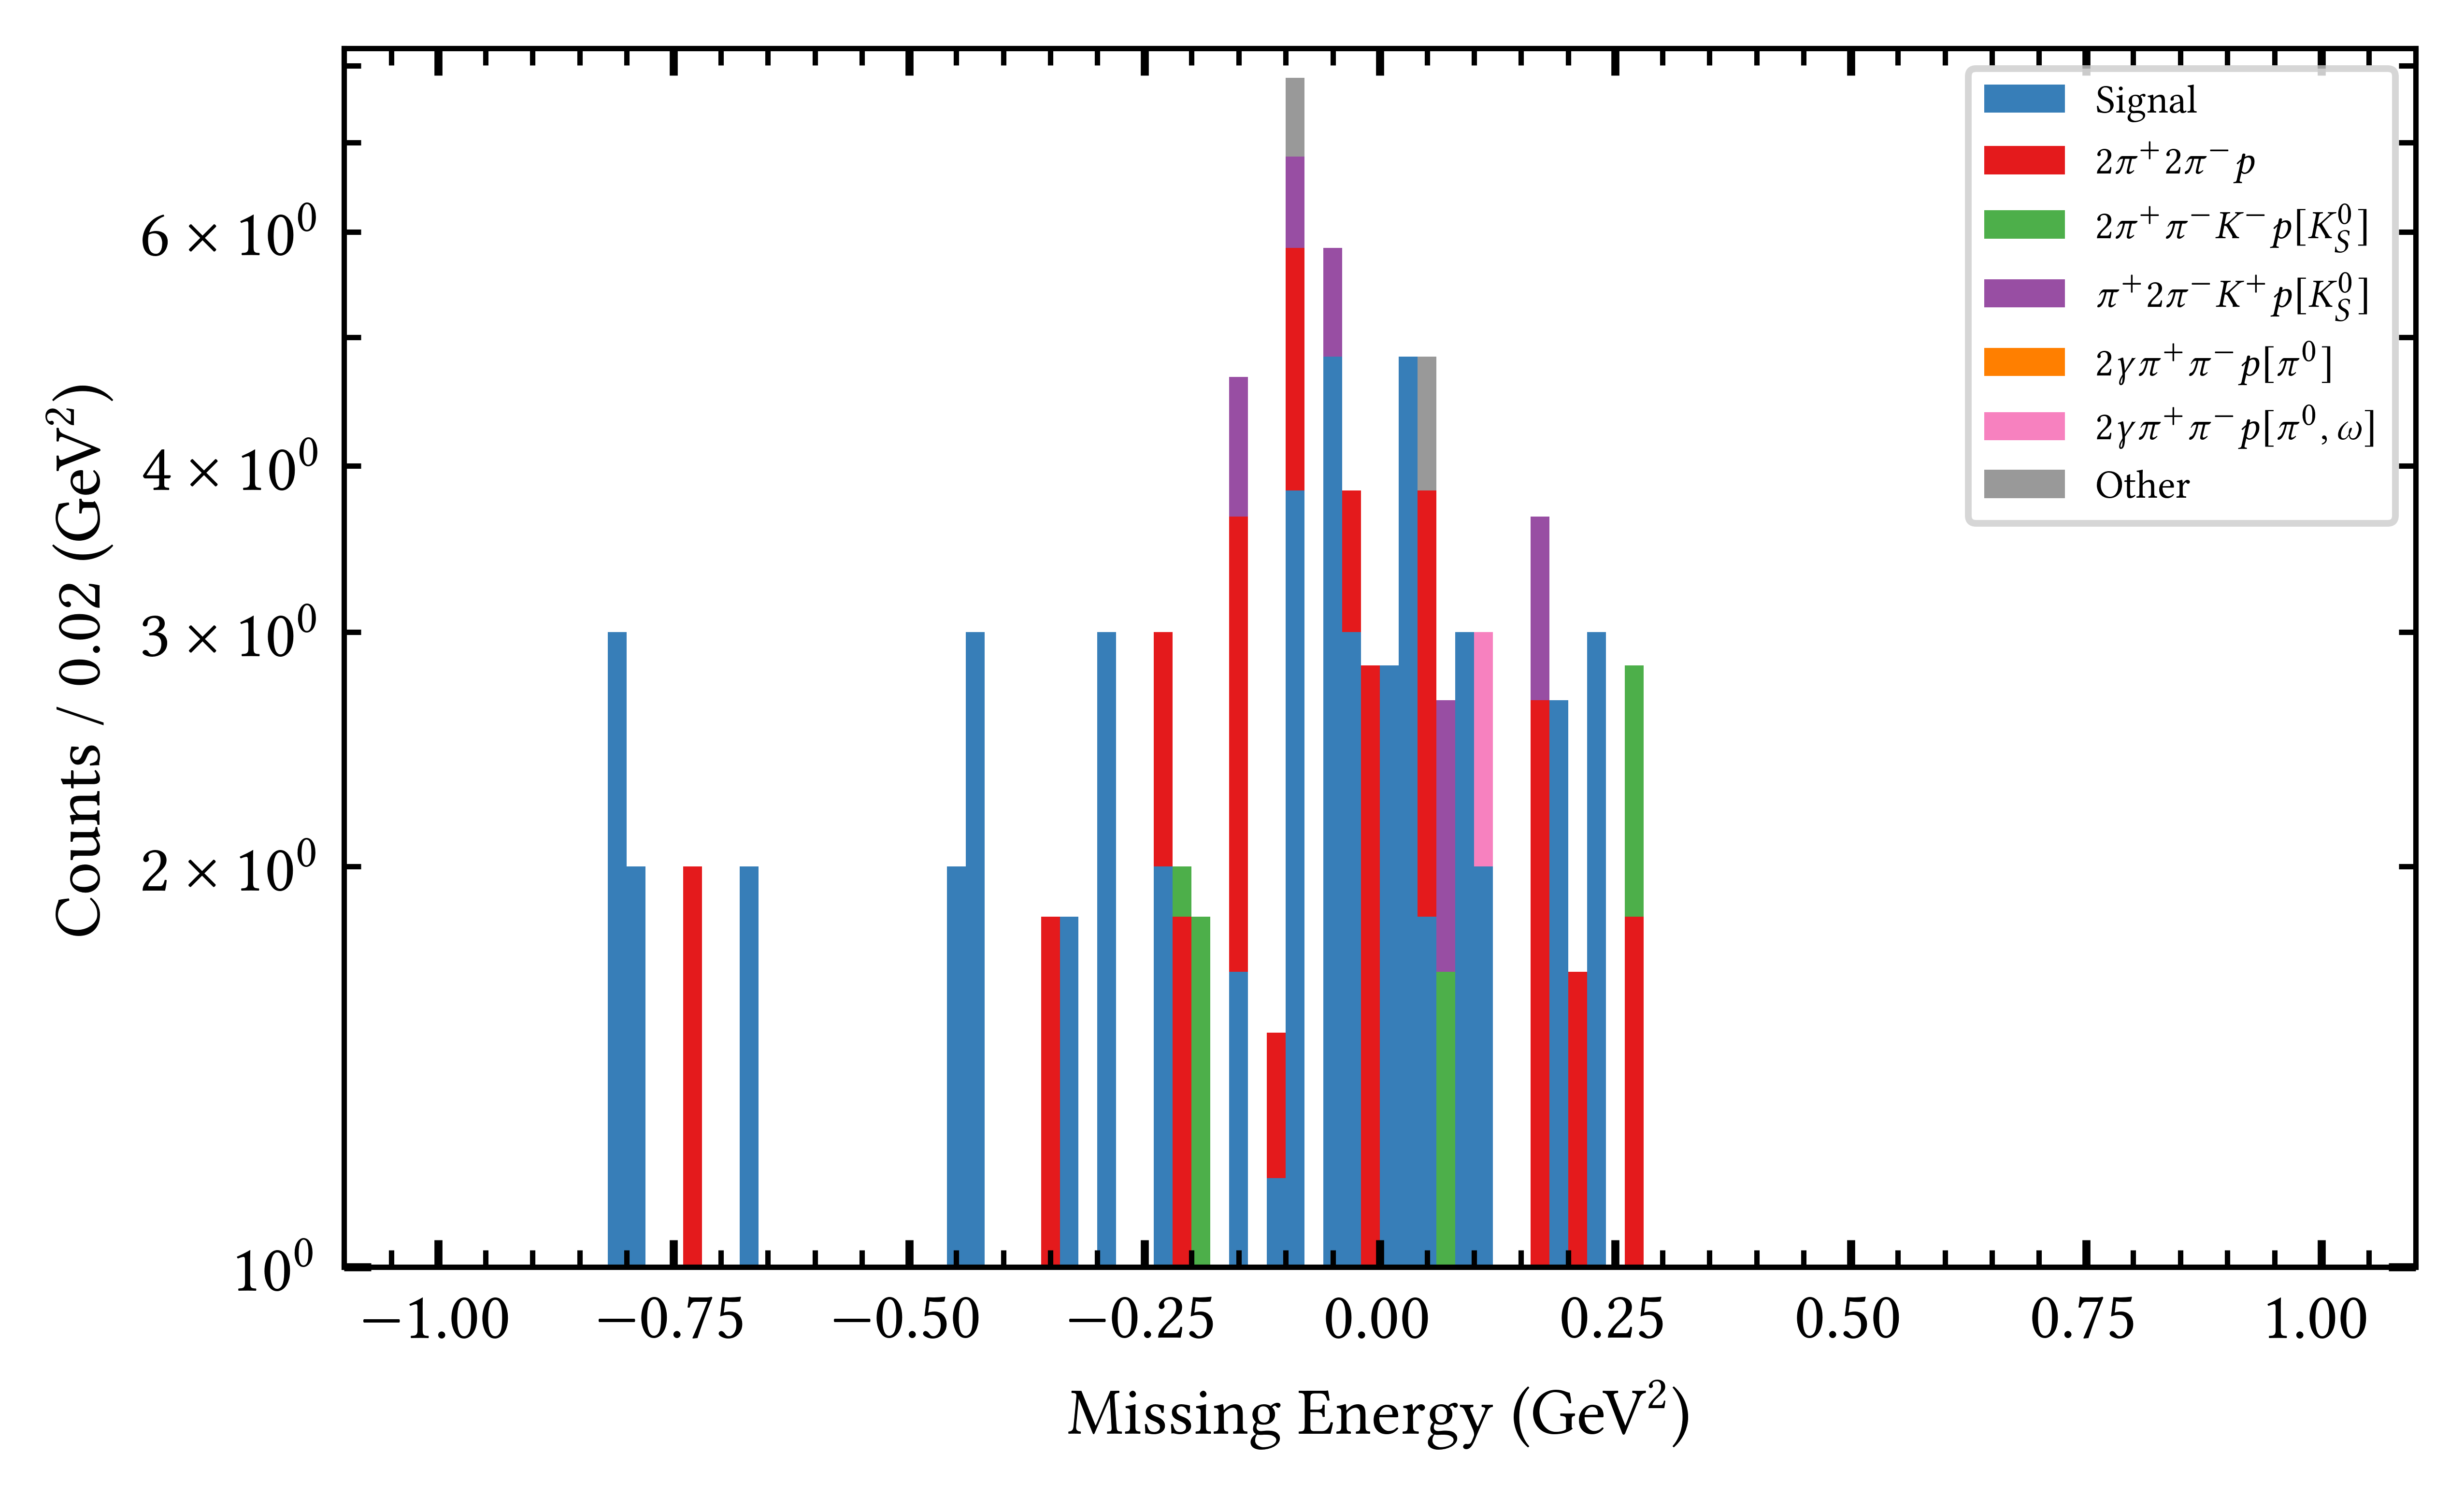 Counts / 0.02 (GeV²)
6 × 10⁰
4 × 10⁰
3 × 10⁰
2 × 10⁰
10⁰
Signal
2π⁺2π⁻p
2π⁺π⁻K⁻p[K⁰_S]
π⁺2π⁻K⁺p[K⁰_S]
2γπ⁺π⁻p[π⁰]
2γπ⁺π⁻p[π⁰, ω]
Other
−1.00 −0.75 −0.50 −0.25 0.00 0.25 0.50 0.75 1.00
Missing Energy (GeV²)